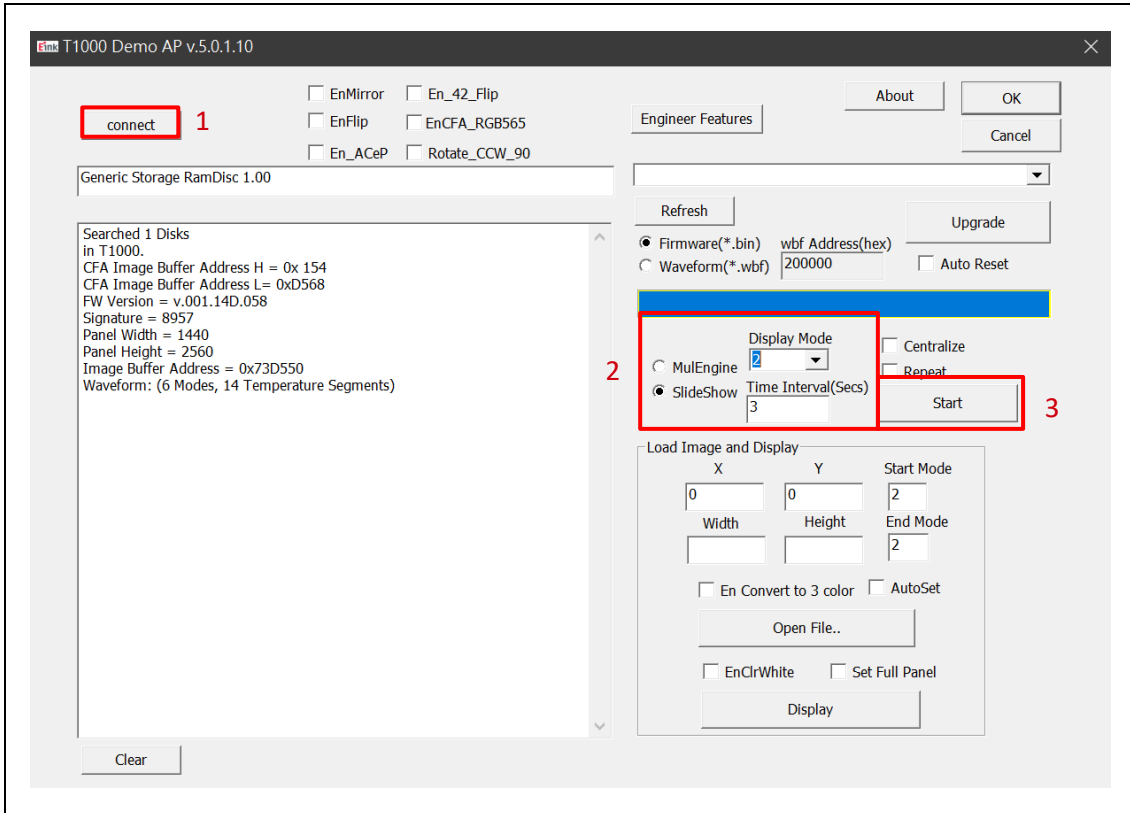 Eink T1000 Demo AP v.5.0.1.10
connect
1
EnMirror
En_42_Flip
EnFlip
EnCFA_RGB565
En_ACeP
Rotate_CCW_90
Engineer Features
About
OK
Cancel
Generic Storage RamDisc 1.00
Searched 1 Disks
in T1000.
CFA Image Buffer Address H = 0x 154
CFA Image Buffer Address L= 0xD568
FW Version = v.001.14D.058
Signature = 8957
Panel Width = 1440
Panel Height = 2560
Image Buffer Address = 0x73D550
Waveform: (6 Modes, 14 Temperature Segments)
Clear
Refresh
Upgrade
Firmware(*.bin)
wbf Address(hex)
Waveform(*.wbf)
200000
Auto Reset
2
Display Mode
MulEngine
2
SlideShow
Time Interval(Secs)
3
Centralize
Repeat
Start
3
Load Image and Display
X
Y
Start Mode
0
0
2
Width
Height
End Mode
2
En Convert to 3 color
AutoSet
Open File..
EnClrWhite
Set Full Panel
Display